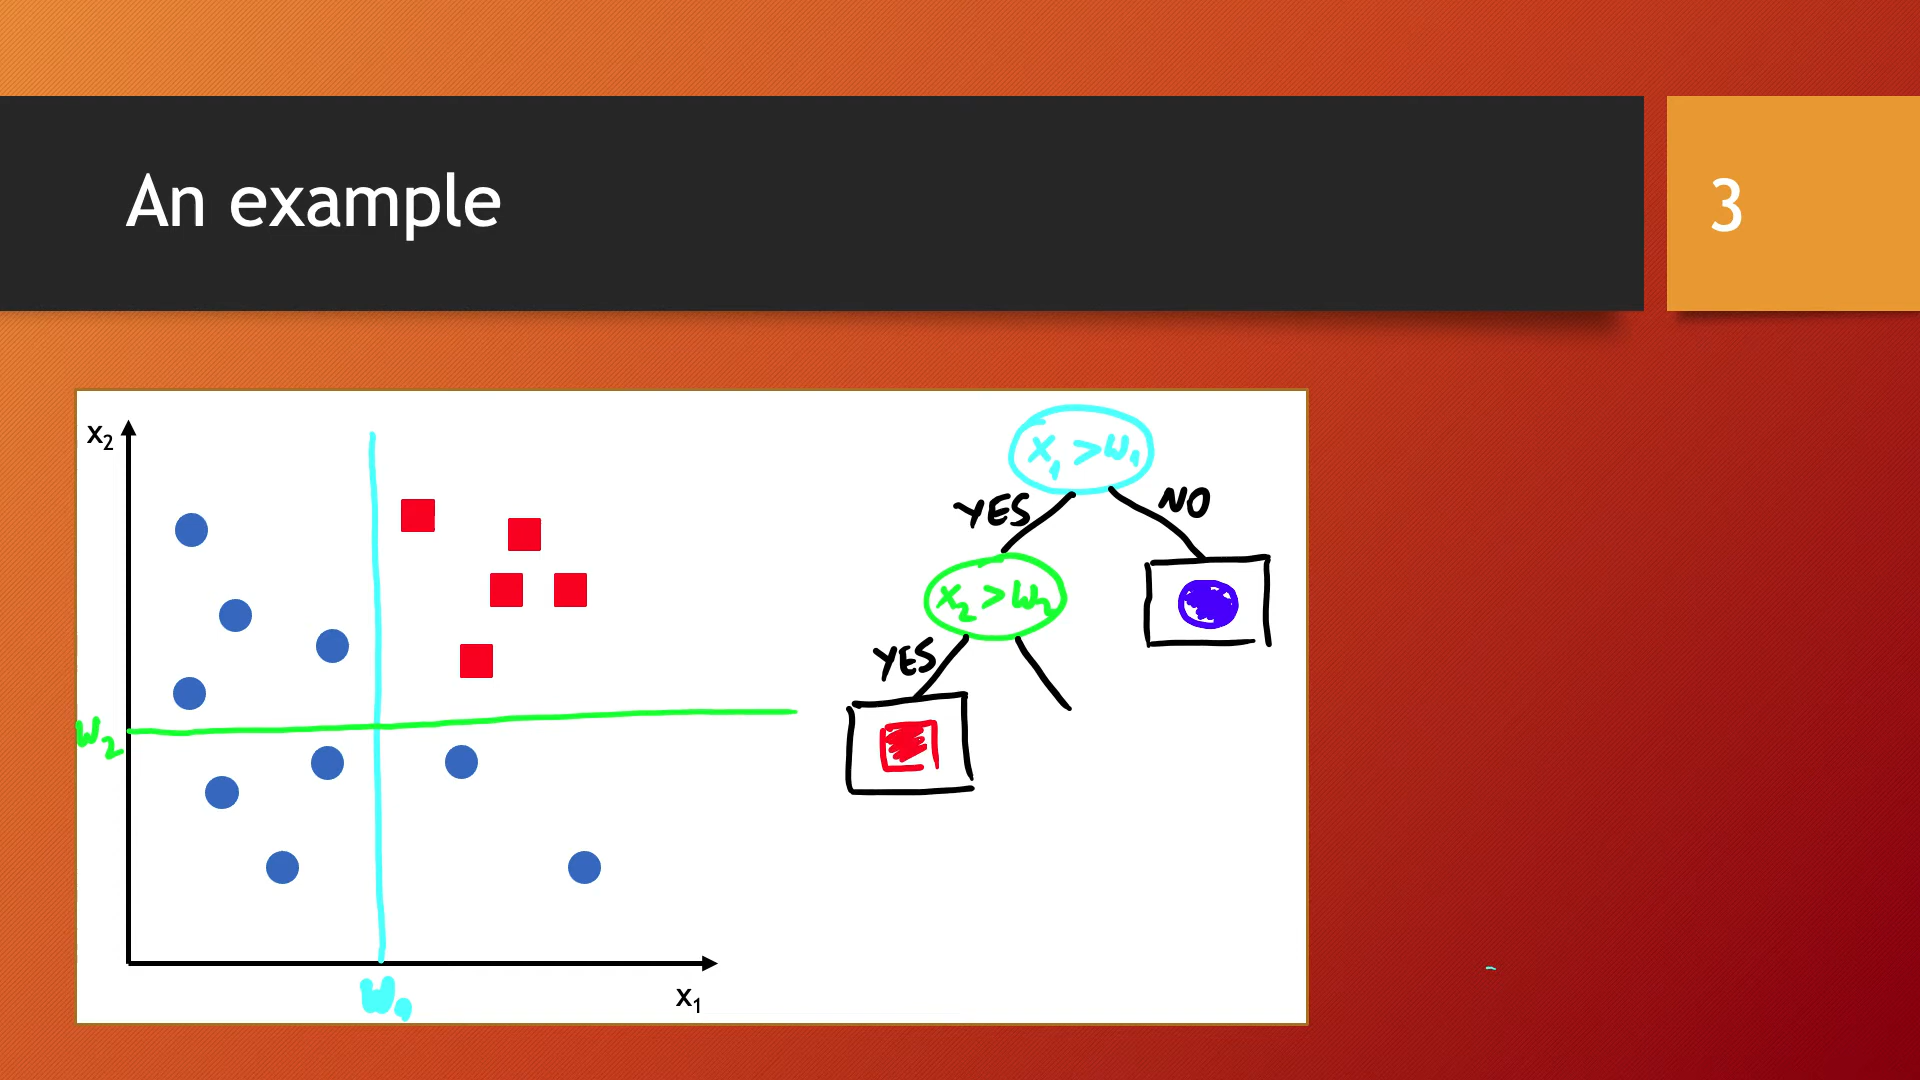 An example
3
x2
x1 > w1
YES
NO
x2 > w2
YES
w2
w1
x1